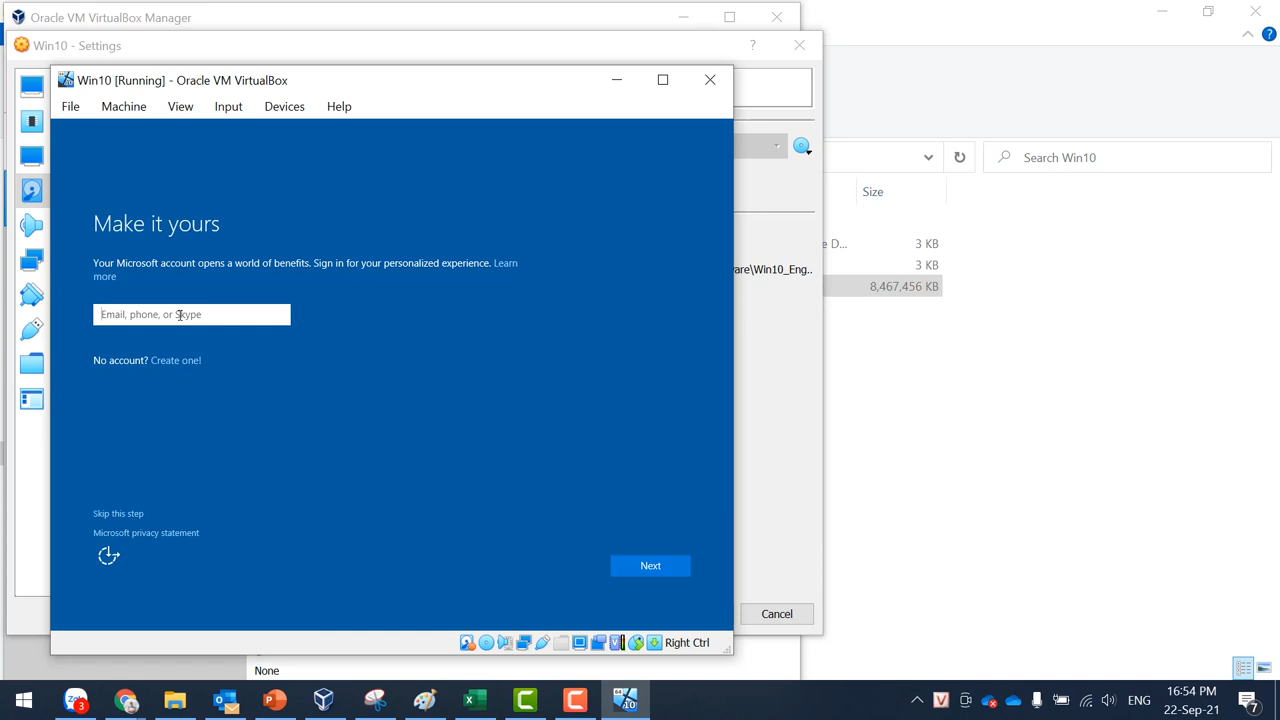 Oracle VM VirtualBox Manager
Win10 - Settings
?
Win10 [Running] - Oracle VM VirtualBox
File Machine View Input Devices Help
Search Win10
Size
Make it yours
e D... 3 KB
Your Microsoft account opens a world of benefits. Sign in for your personalized experience. Learn
more
3 KB
ware\Win10_Eng..
8,467,456 KB
Email, phone, or Skype
No account? Create one!
Skip this step
Microsoft privacy statement
Next
Cancel
Right Ctrl
None
ENG
16:54 PM
22-Sep-21